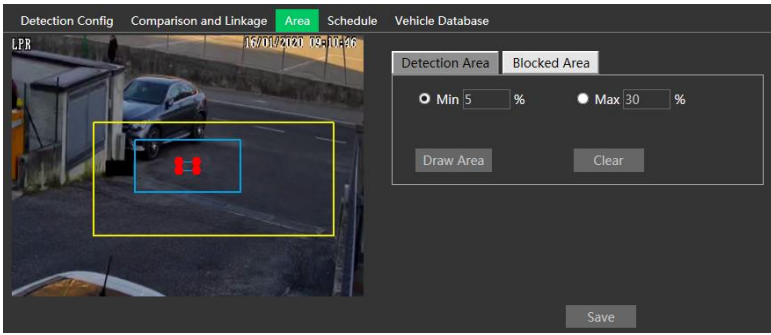 Detection Config Comparison and Linkage Area Schedule Vehicle Database
LPR 16/01/2020 09:10:46
Detection Area Blocked Area
Min 5 % Max 30 %
Draw Area Clear
Save